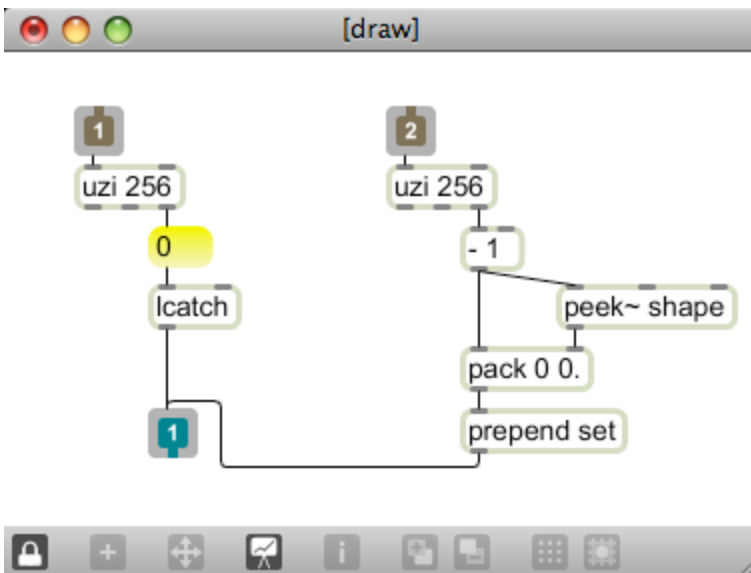 [draw]
1
2
uzi 256
uzi 256
0
- 1
lcatch
peek~ shape
pack 0 0.
1
prepend set